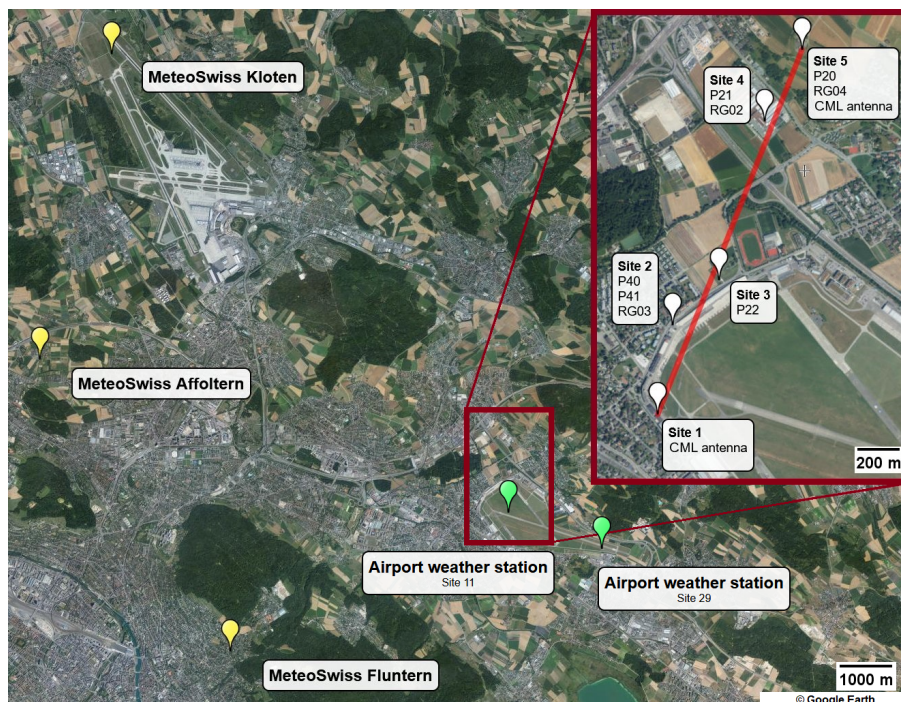 MeteoSwiss Kloten
Site 4
P21
RG02
Site 5
P20
RG04
CML antenna
Site 2
P40
P41
RG03
Site 3
P22
MeteoSwiss Affoltern
Site 1
CML antenna
200 m
Airport weather station
Site 11
Airport weather station
Site 29
MeteoSwiss Fluntern
1000 m
© Google Earth